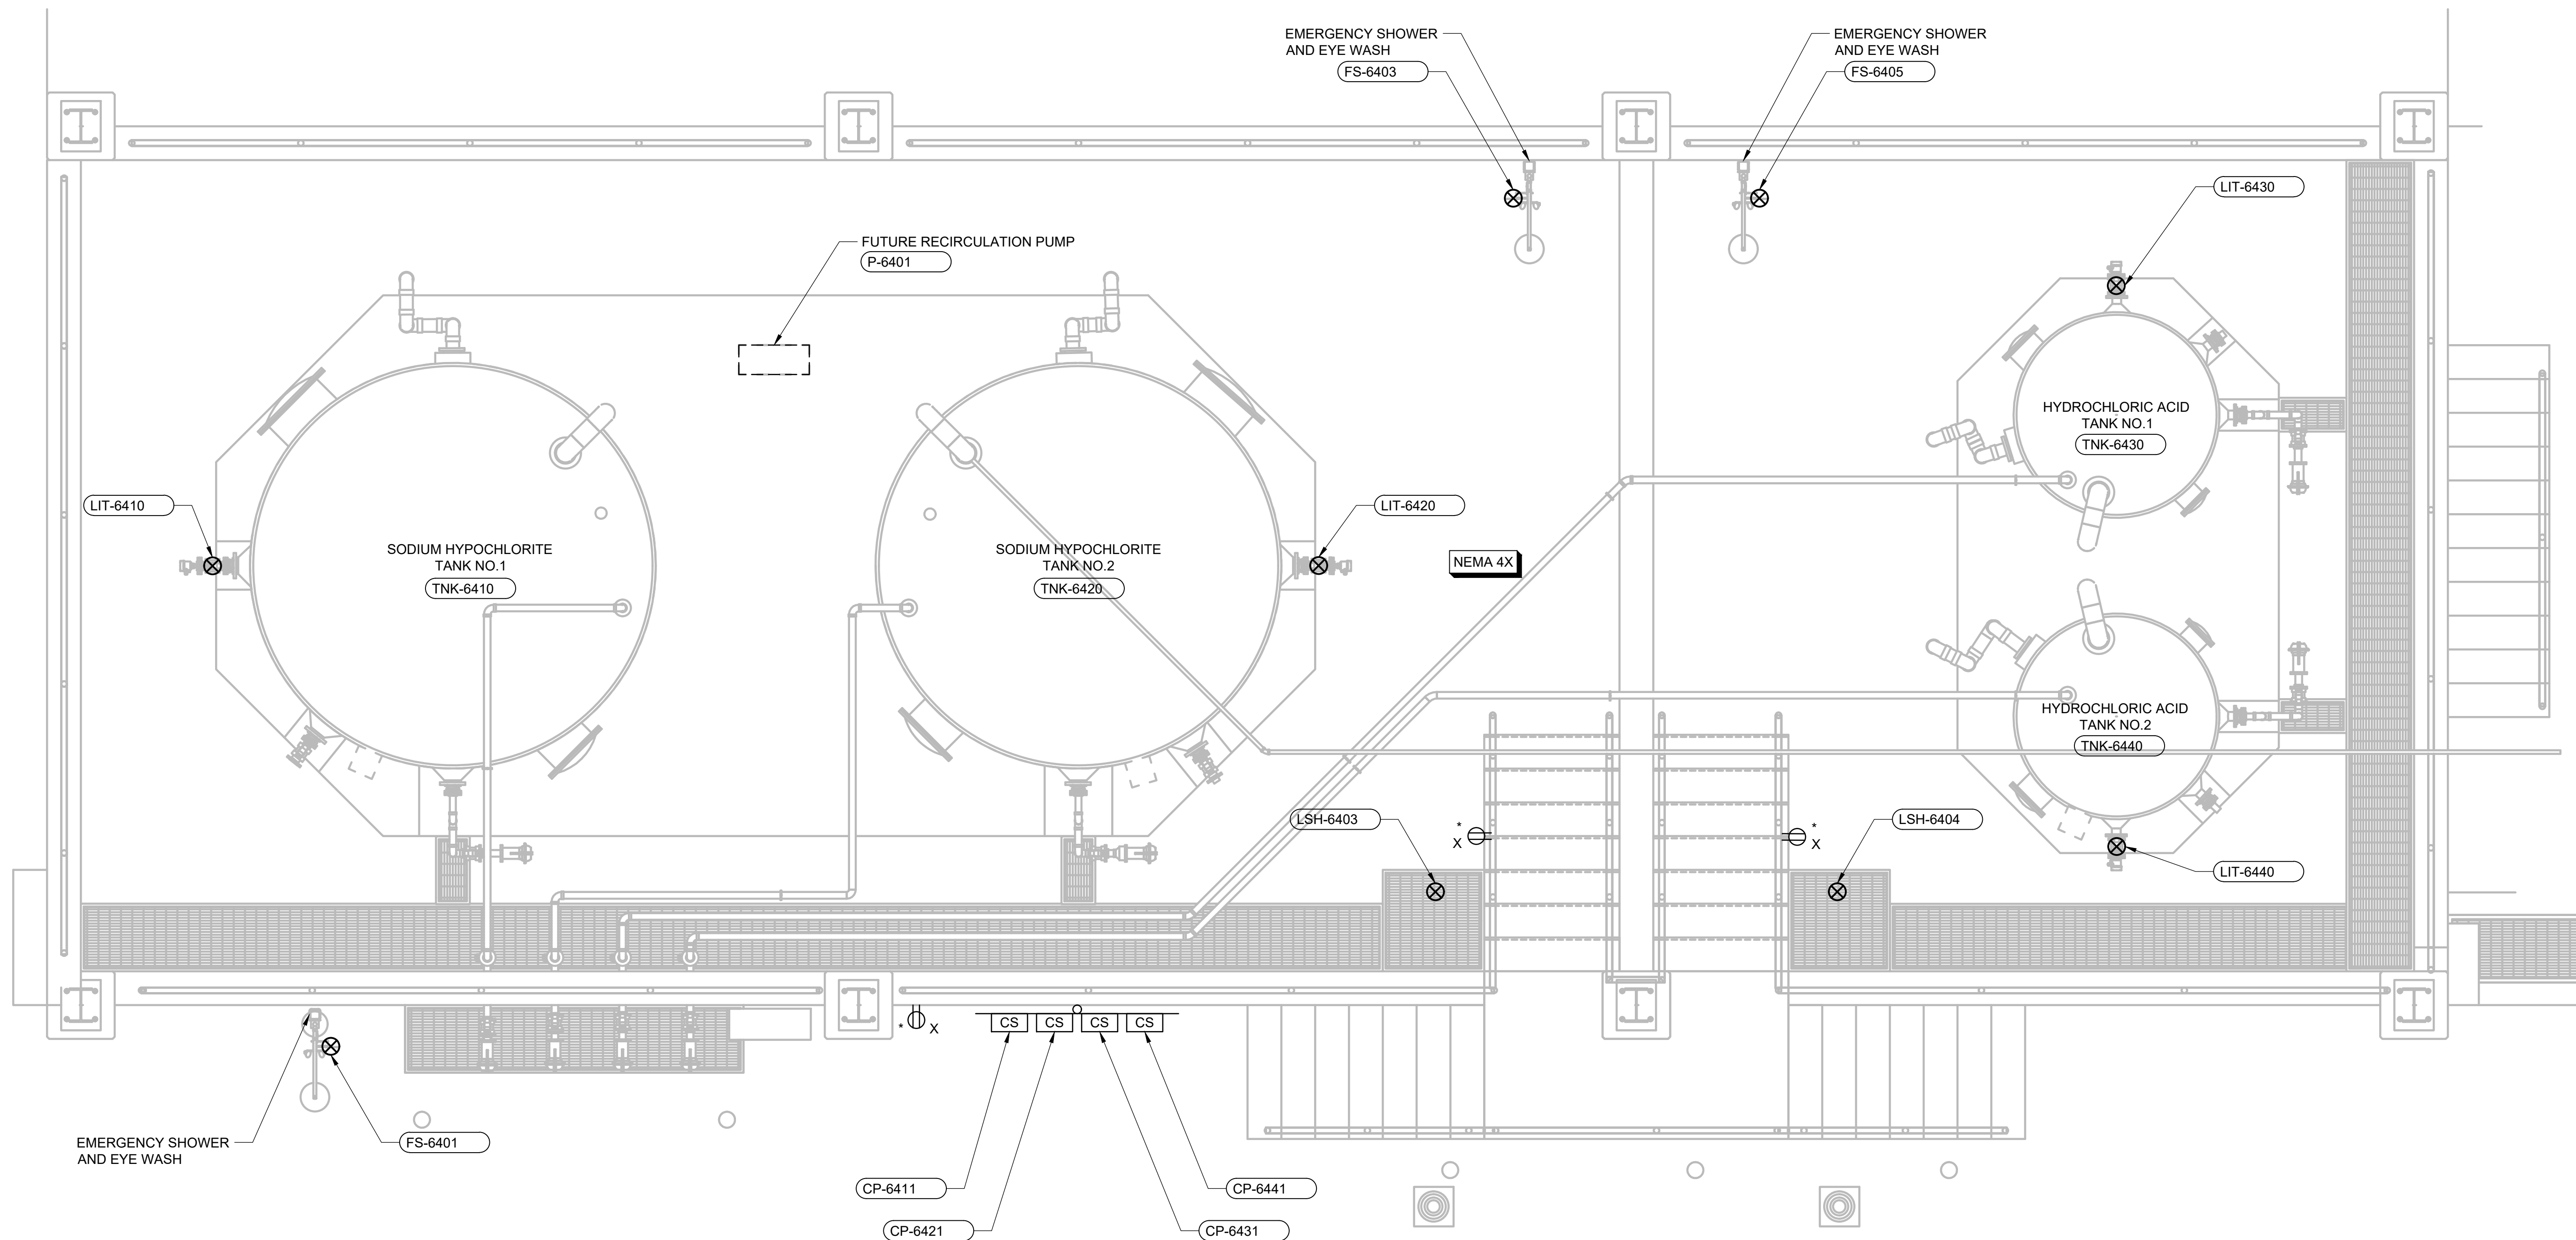 EMERGENCY SHOWER
AND EYE WASH
FS-6403
EMERGENCY SHOWER
AND EYE WASH
FS-6405
LIT-6430
FUTURE RECIRCULATION PUMP
P-6401
HYDROCHLORIC ACID
TANK NO.1
TNK-6430
LIT-6410
LIT-6420
SODIUM HYPOCHLORITE
TANK NO.1
TNK-6410
SODIUM HYPOCHLORITE
TANK NO.2
TNK-6420
NEMA 4X
HYDROCHLORIC ACID
TANK NO.2
TNK-6440
LSH-6403
*
X
*
X
LSH-6404
LIT-6440
*
X
CS
CS
CS
CS
EMERGENCY SHOWER
AND EYE WASH
FS-6401
CP-6411
CP-6441
CP-6421
CP-6431